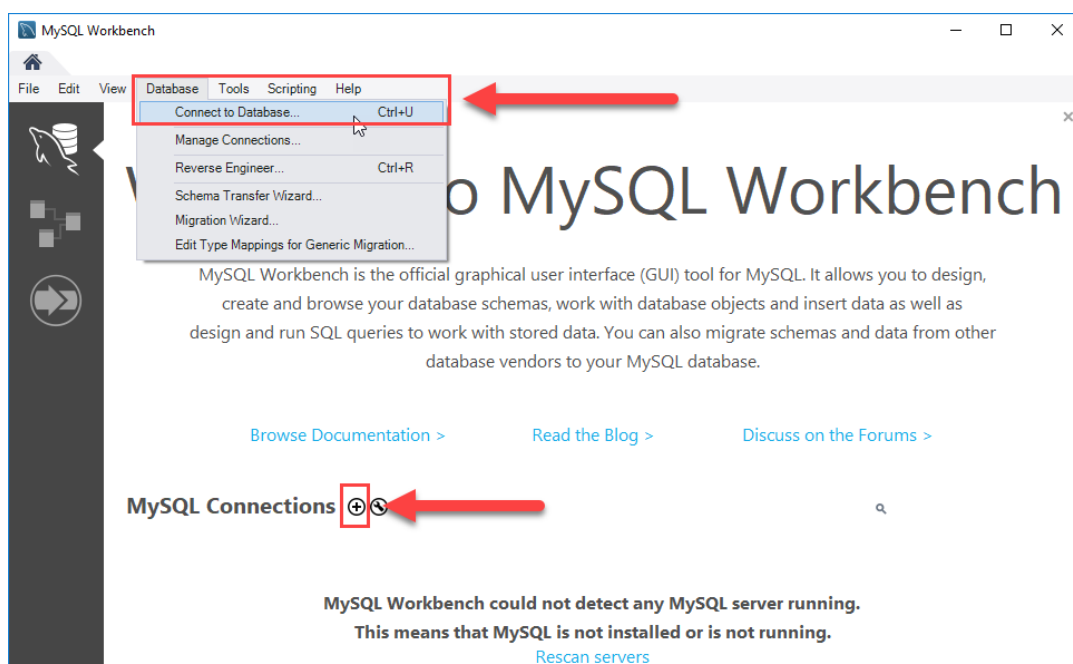 MySQL Workbench
File Edit View Database Tools Scripting Help
Connect to Database... Ctrl+U
Manage Connections...
Reverse Engineer... Ctrl+R
Schema Transfer Wizard...
Migration Wizard...
Edit Type Mappings for Generic Migration...
o MySQL Workbench
MySQL Workbench is the official graphical user interface (GUI) tool for MySQL. It allows you to design,
create and browse your database schemas, work with database objects and insert data as well as
design and run SQL queries to work with stored data. You can also migrate schemas and data from other
database vendors to your MySQL database.
Browse Documentation > Read the Blog > Discuss on the Forums >
MySQL Connections
MySQL Workbench could not detect any MySQL server running.
This means that MySQL is not installed or is not running.
Rescan servers